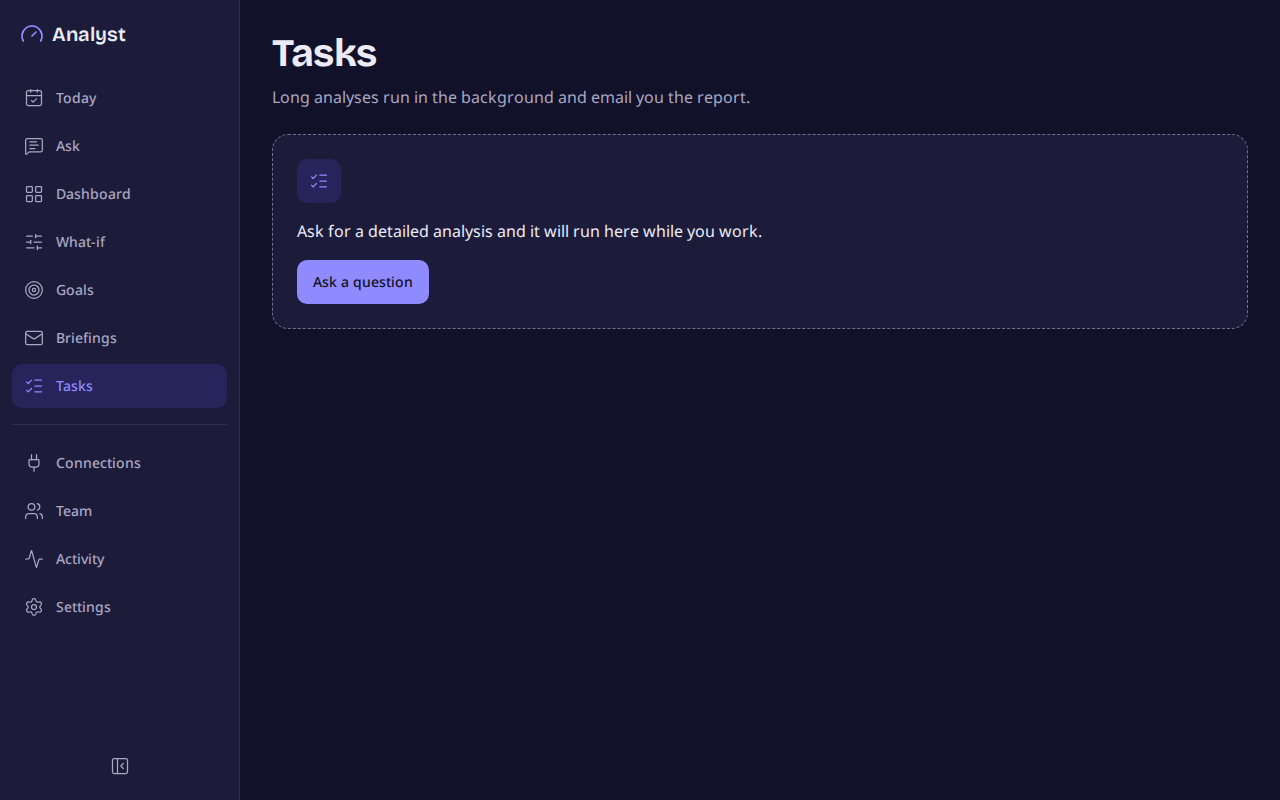 Analyst
Today
Ask
Dashboard
What-if
Goals
Briefings
Tasks
Connections
Team
Activity
Settings
Tasks
Long analyses run in the background and email you the report.
Ask for a detailed analysis and it will run here while you work.
Ask a question